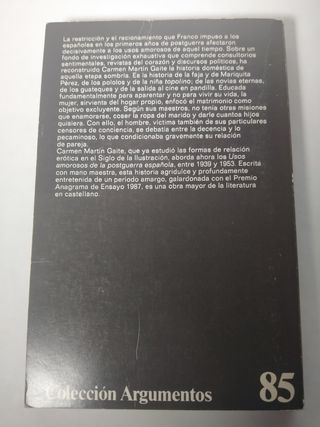 La restricción y el recionamiento que Franco impuso a los
españoles en los primeros años de postguerra afectaron
decisivamente a los usos amorosos de aquel tiempo. Sobre un
fondo de investigación exhaustiva que comprende consultorios
sentimentales, revistas del corazón y discursos políticos, ha
reconstruido Carmen Martín Gaite la historia doméstica de
aquella etapa sombría. Es la historia de la faja y de Mariquita
Pérez, de los pololos y de la niña topolino; de las novias eternas,
de los guateques y de la salida al cine en pandilla. Educada
fundamentalmente para aparentar y no para vivir su vida, la
mujer, sirvienta del hogar propio, enfocó el matrimonio como
objetivo excluyente. Según sus maestros, no tenía otras misiones
que enamorarse, coser la ropa del marido y darle cuantos hijos
quisiera. Con ello, el hombre, víctima también de sus particulares
censores de conciencia, se debatía entre la decencia y lo
pecaminoso, lo que condicionaba gravemente su relación
de pareja.
Carmen Martín Gaite, que ya estudió las formas de relación
erótica en el Siglo de la Ilustración, aborda ahora los Usos
amorosos de la postguerra española, entre 1939 y 1953. Escrita
con mano maestra, esta historia agridulce y profundamente
entretenida de un período amargo, galardonada con el Premio
Anagrama de Ensayo 1987, es una obra mayor de la literatura
en castellano.
Colección Argumentos 85